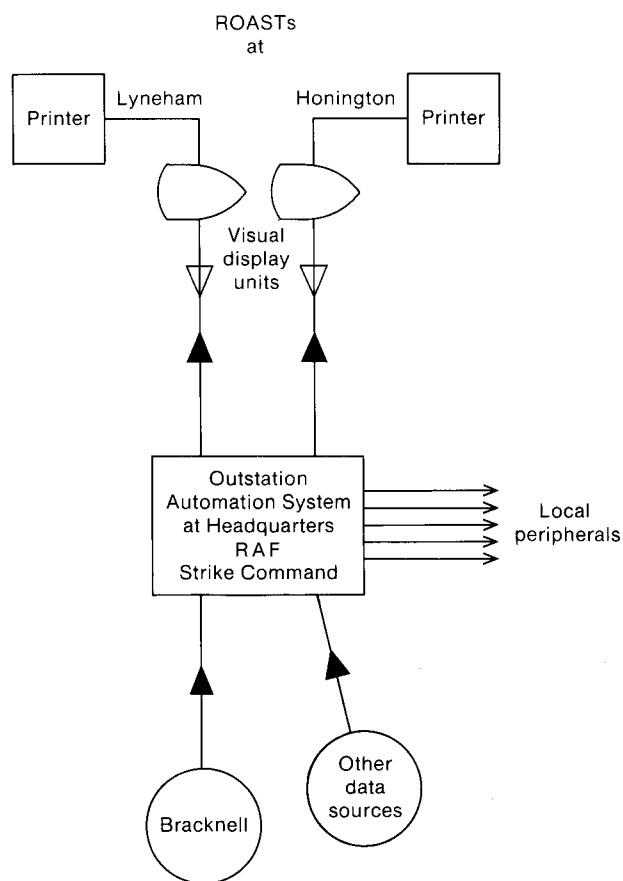 ROASTs
at
Lyneham
Honington
Printer
Printer
Visual
display
units
Outstation
Automation System
at Headquarters
RAF
Strike Command
Local
peripherals
Bracknell
Other
data
sources